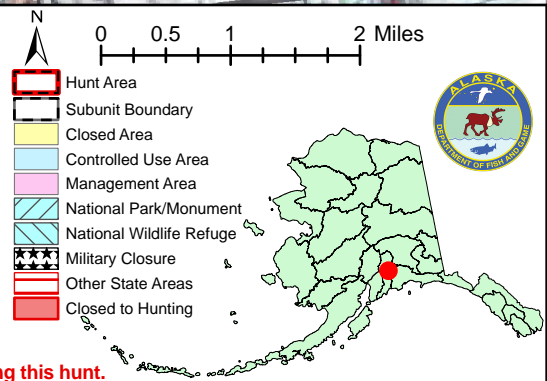 N
0 0.5 1 2 Miles
Hunt Area
Subunit Boundary
Closed Area
Controlled Use Area
Management Area
National Park/Monument
National Wildlife Refuge
Military Closure
Other State Areas
Closed to Hunting
ALASKA
DEPARTMENT OF FISH AND GAME
ng this hunt.